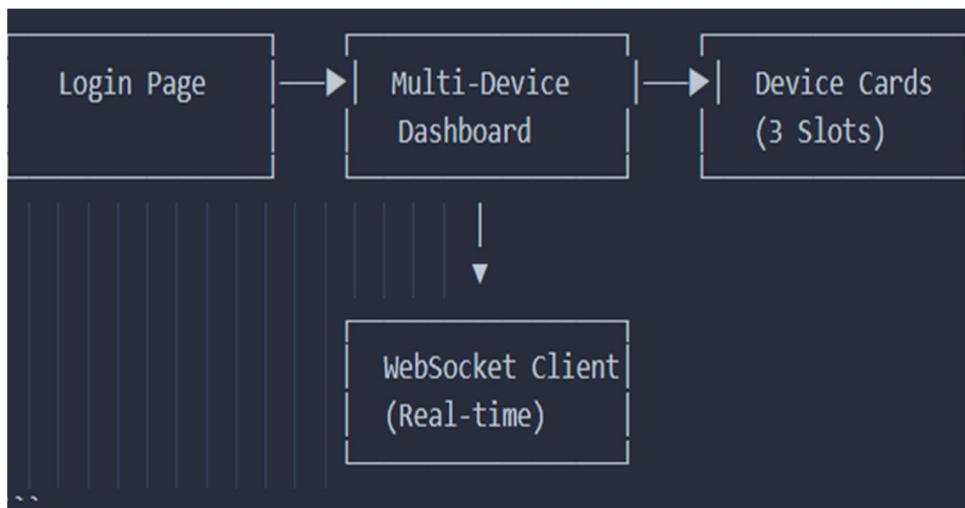 Login Page
Multi-Device
Dashboard
Device Cards
(3 Slots)
WebSocket Client
(Real-time)